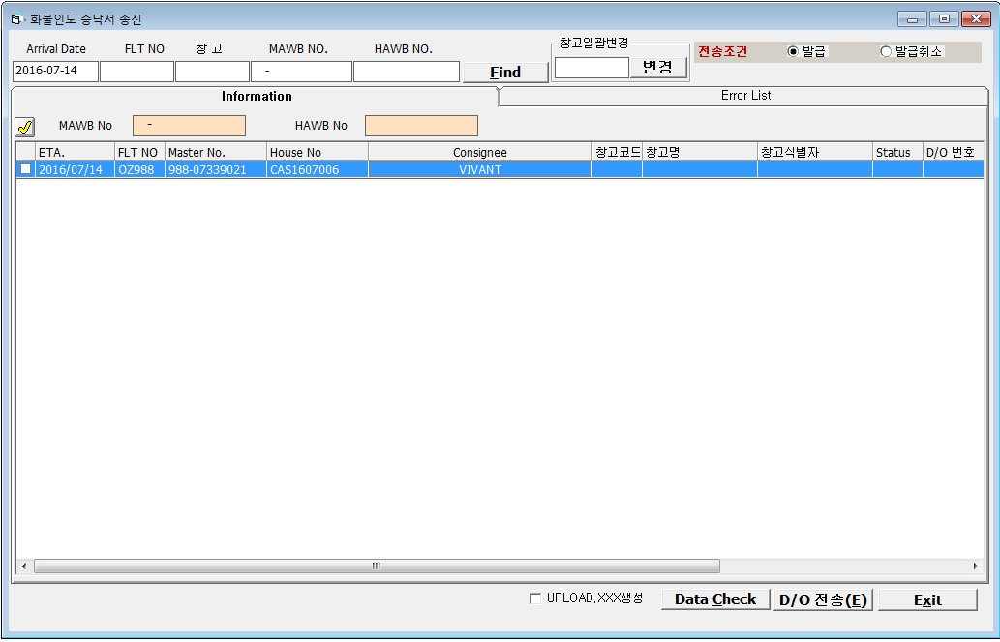 화물인도 승낙서 송신
Arrival Date FLT NO 창 고 MAWB NO. HAWB NO. 창고일괄변경 전송조건 발급 발급취소
2016-07-14 - Find 변경
Information Error List
MAWB No - HAWB No
ETA. FLT NO Master No. House No Consignee 창고코드 창고명 창고식별자 Status D/O 번호
2016/07/14 OZ988 988-07339021 CAS1607006 VIVANT
UPLOAD.XXX생성 Data Check D/O 전송(E) Exit